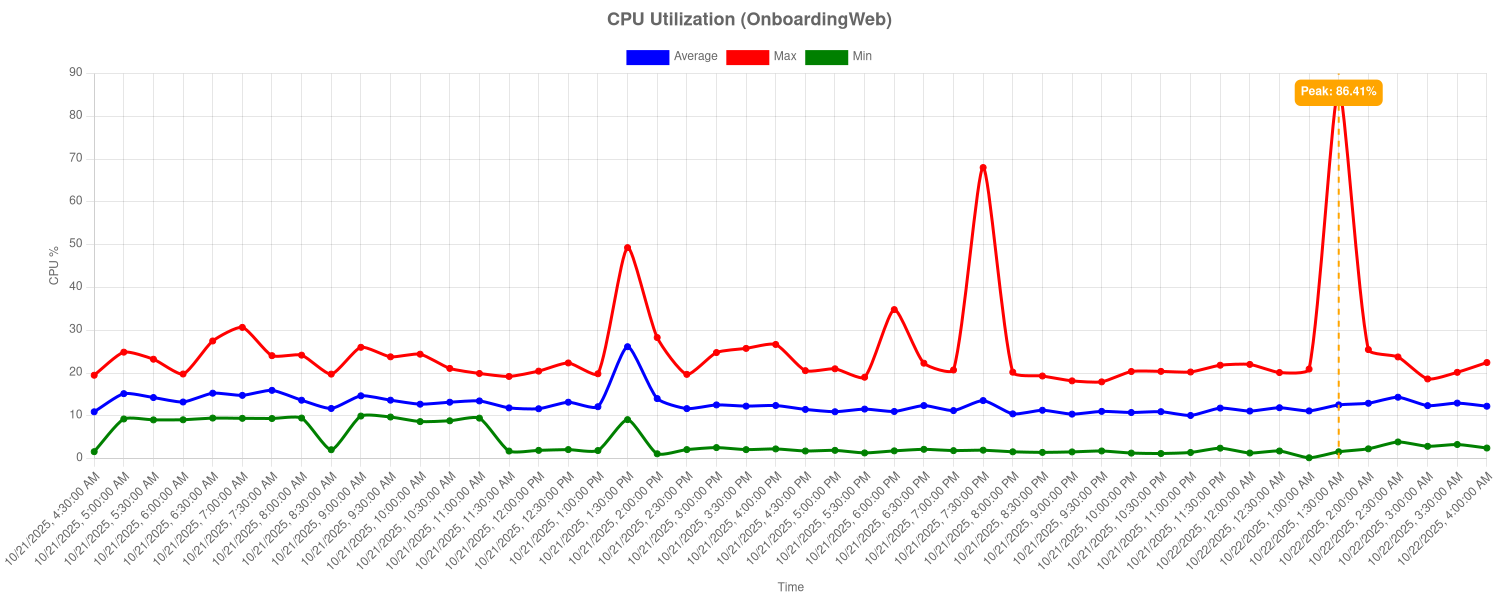 CPU Utilization (OnboardingWeb)
Average Max Min
90
80
70
60
50
40
30
20
10
0
CPU %
Peak: 86.41%
10/21/2025, 4:30:00 AM
10/21/2025, 5:00:00 AM
10/21/2025, 5:30:00 AM
10/21/2025, 6:00:00 AM
10/21/2025, 6:30:00 AM
10/21/2025, 7:00:00 AM
10/21/2025, 7:30:00 AM
10/21/2025, 8:00:00 AM
10/21/2025, 8:30:00 AM
10/21/2025, 9:00:00 AM
10/21/2025, 9:30:00 AM
10/21/2025, 10:00:00 AM
10/21/2025, 10:30:00 AM
10/21/2025, 11:00:00 AM
10/21/2025, 11:30:00 AM
10/21/2025, 12:00:00 PM
10/21/2025, 12:30:00 PM
10/21/2025, 1:00:00 PM
10/21/2025, 1:30:00 PM
10/21/2025, 2:00:00 PM
10/21/2025, 2:30:00 PM
10/21/2025, 3:00:00 PM
10/21/2025, 3:30:00 PM
10/21/2025, 4:00:00 PM
10/21/2025, 4:30:00 PM
10/21/2025, 5:00:00 PM
10/21/2025, 5:30:00 PM
10/21/2025, 6:00:00 PM
10/21/2025, 6:30:00 PM
10/21/2025, 7:00:00 PM
10/21/2025, 7:30:00 PM
10/21/2025, 8:00:00 PM
10/21/2025, 8:30:00 PM
10/21/2025, 9:00:00 PM
10/21/2025, 9:30:00 PM
10/21/2025, 10:00:00 PM
10/21/2025, 10:30:00 PM
10/21/2025, 11:00:00 PM
10/21/2025, 11:30:00 PM
10/22/2025, 12:00:00 AM
10/22/2025, 12:30:00 AM
10/22/2025, 1:00:00 AM
10/22/2025, 1:30:00 AM
10/22/2025, 2:00:00 AM
10/22/2025, 2:30:00 AM
10/22/2025, 3:00:00 AM
10/22/2025, 3:30:00 AM
10/22/2025, 4:00:00 AM
Time